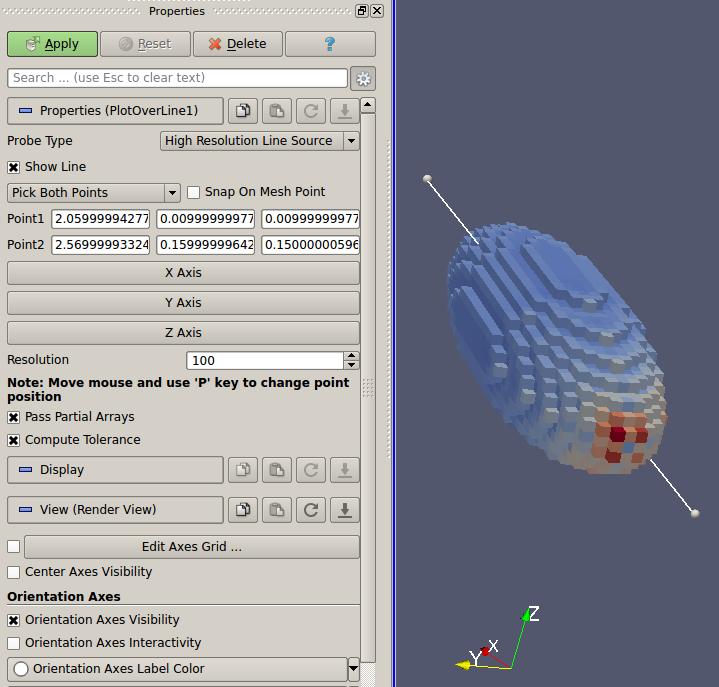 Properties
Apply
Reset
Delete
?
Search ... (use Esc to clear text)
Properties (PlotOverLine1)
Probe Type
High Resolution Line Source
Show Line
Pick Both Points
Snap On Mesh Point
Point1 2.05999994277 0.00999999977 0.00999999977
Point2 2.56999993324 0.15999999642 0.15000000596
X Axis
Y Axis
Z Axis
Resolution 100
Note: Move mouse and use 'P' key to change point
position
Pass Partial Arrays
Compute Tolerance
Display
View (Render View)
Edit Axes Grid ...
Center Axes Visibility
Orientation Axes
Orientation Axes Visibility
Orientation Axes Interactivity
Orientation Axes Label Color
Z
X
Y